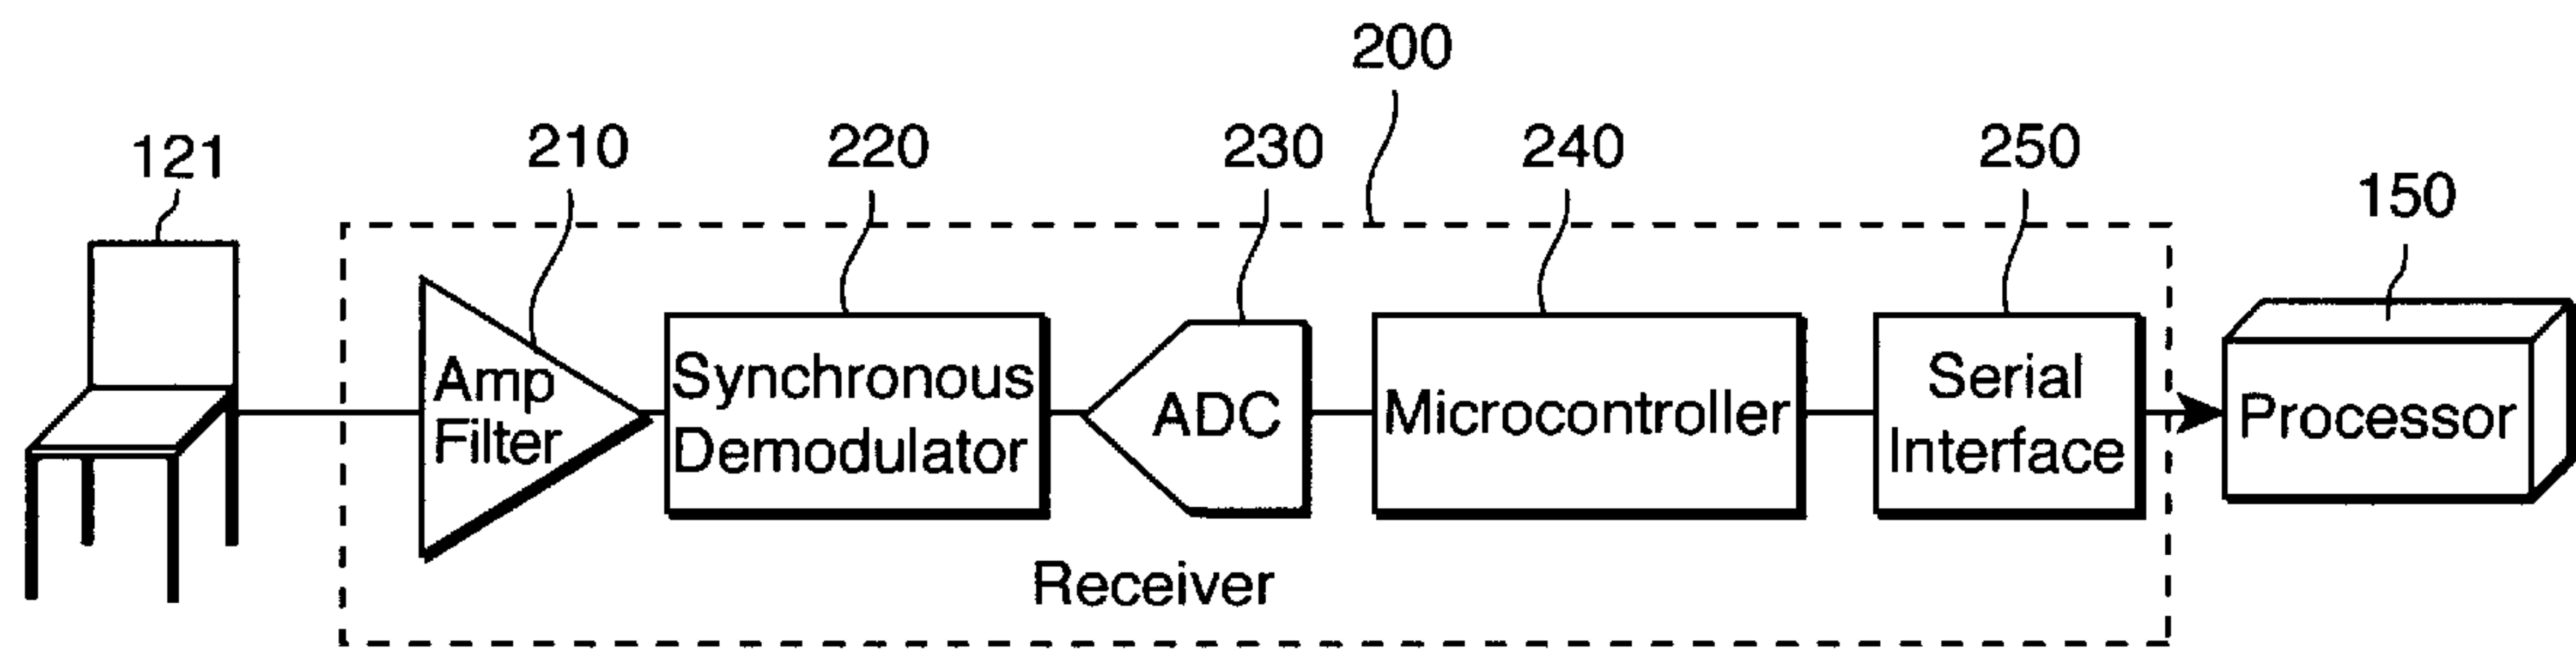 200
121
210
220
230
240
250
150
Amp
Filter
Synchronous
Demodulator
ADC
Microcontroller
Serial
Interface
Processor
Receiver